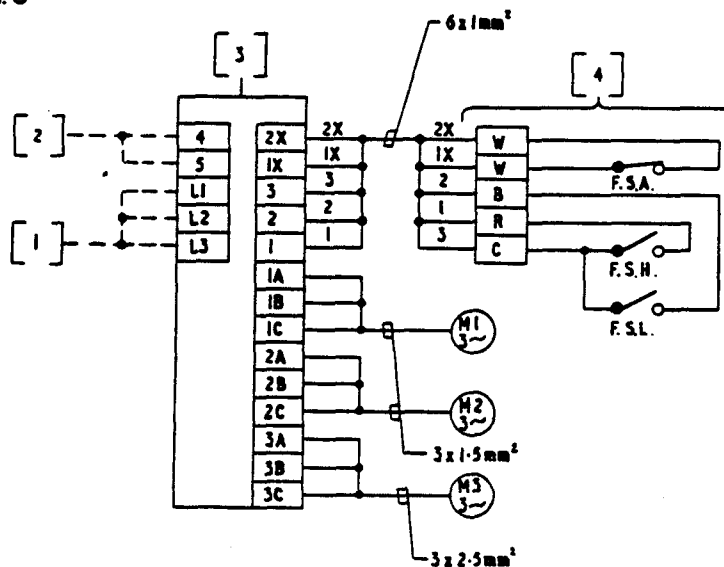 6x1mm²
[3]
[4]
[2]
4
5
L1
L2
L3
[1]
2X
1X
3
2
1
1A
1B
1C
2A
2B
2C
3A
3B
3C
2X
1X
3
2
1
2X
1X
2
1
3
W
W
B
R
C
F.S.A.
F.S.H.
F.S.L.
M1
3~
M2
3~
3x1·5mm²
M3
3~
3x2·5mm²